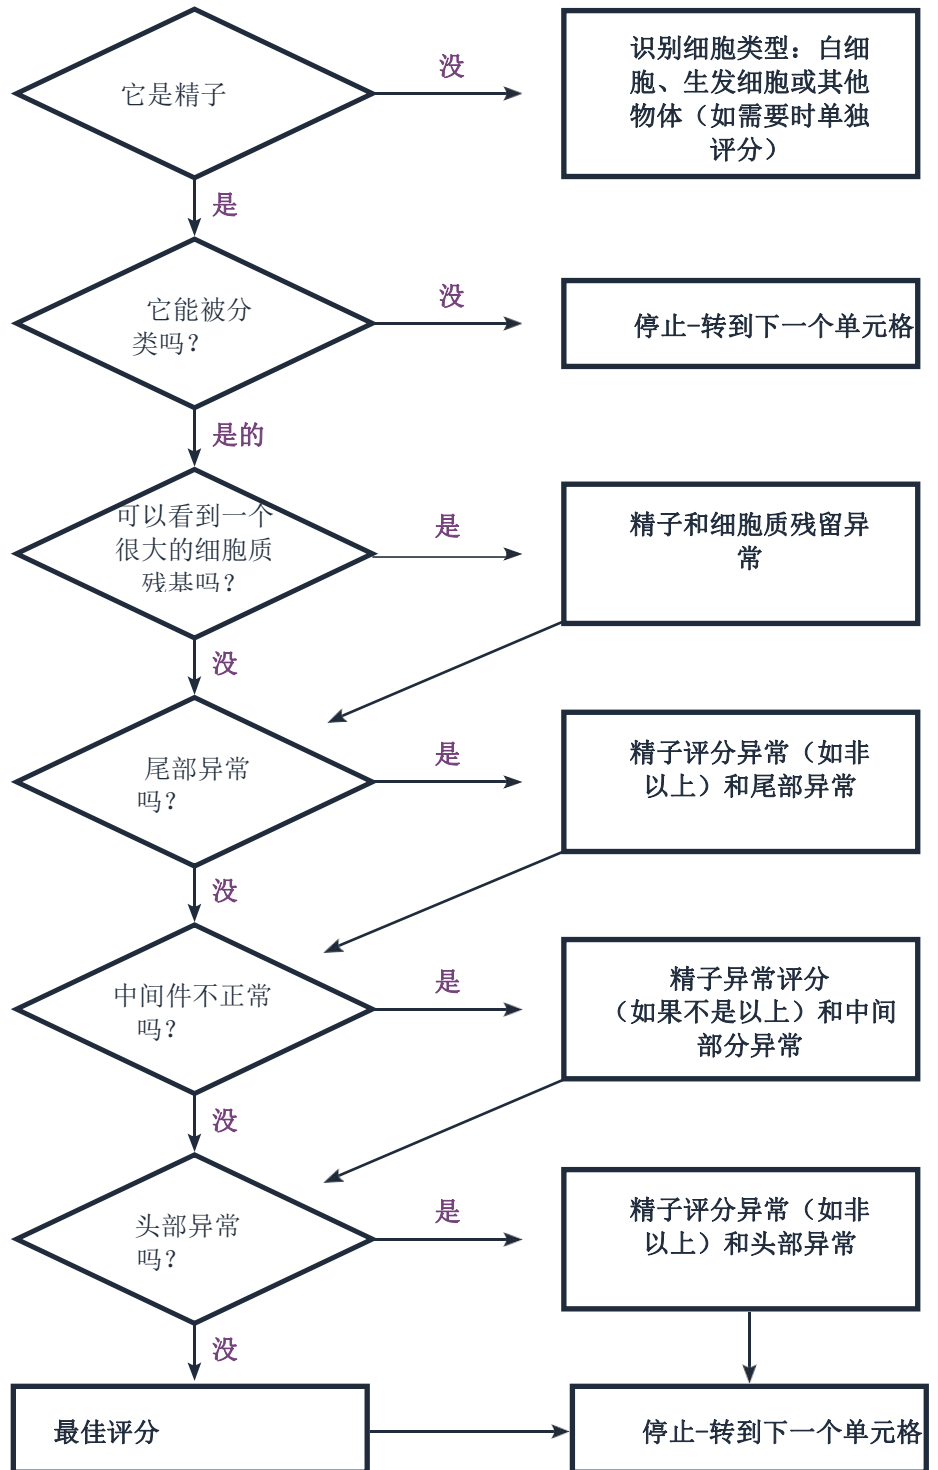 它是精子
没
识别细胞类型：白细
胞、生发细胞或其他
物体（如需要时单独
评分）
是
它能被分
类吗？
没
停止-转到下一个单元格
是的
可以看到一个
很大的细胞质
残基吗？
是
精子和细胞质残留异
常
没
尾部异常
吗？
是
精子评分异常（如非
以上）和尾部异常
没
中间件不正常
吗？
是
精子异常评分
（如果不是以上）和中间
部分异常
没
头部异常
吗？
是
精子评分异常（如非
以上）和头部异常
没
最佳评分
停止-转到下一个单元格